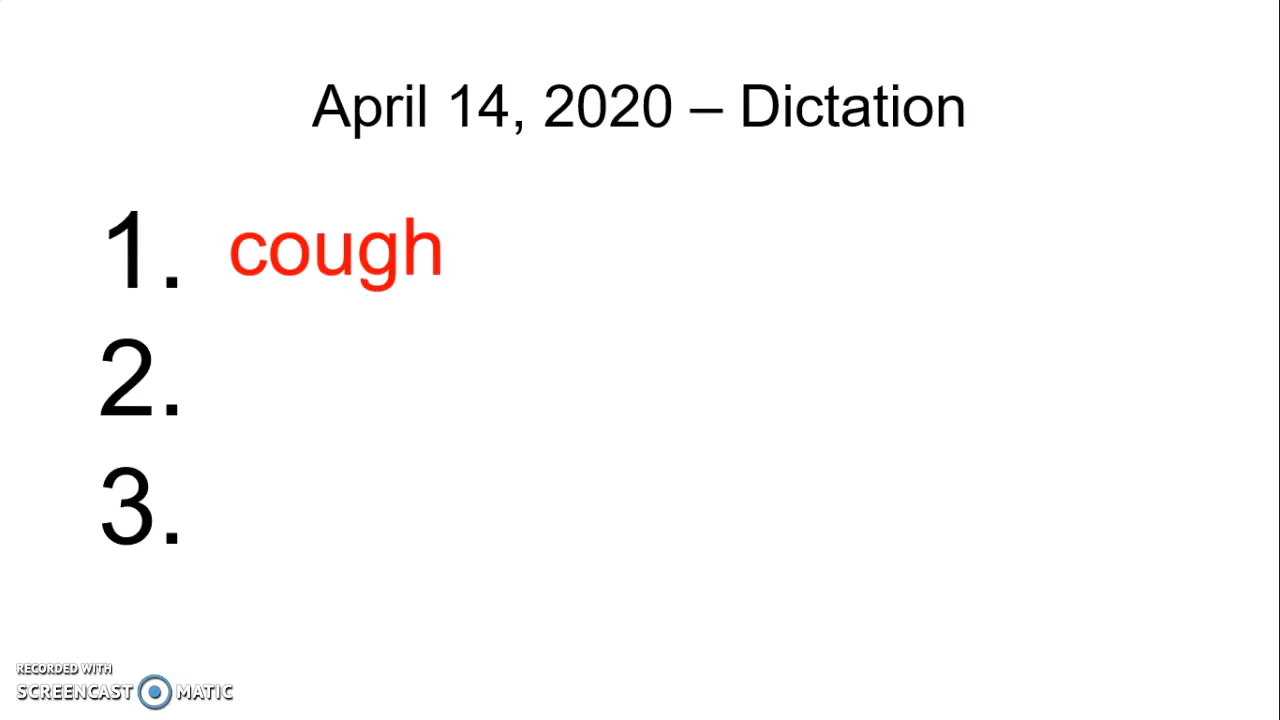 April 14, 2020 – Dictation
1. cough
2.
3.
RECORDED WITH
SCREENCAST MATIC